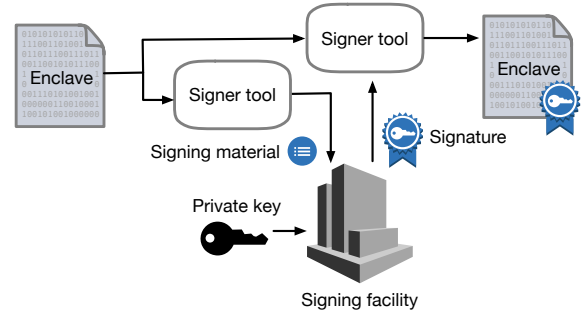 Signer tool
Enclave
Enclave
Signer tool
Signing material
Signature
Private key
Signing facility